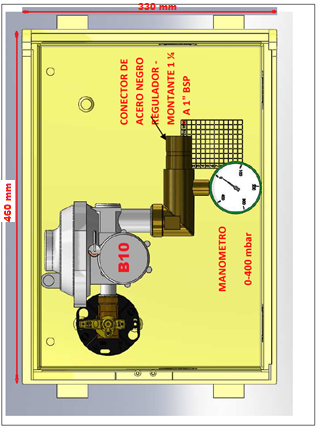 330 mm
460 mm
CONECTOR DE
ACERO NEGRO
REGULADOR -
MONTANTE 1 ¼
A 1" BSP
B10
MANOMETRO
0-400 mbar